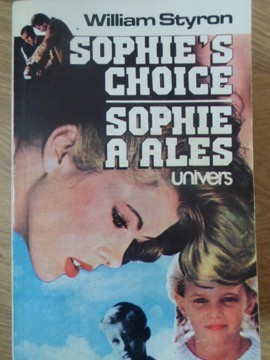 William Styron
SOPHIE'S
CHOICE
SOPHIE
A ALES
univers